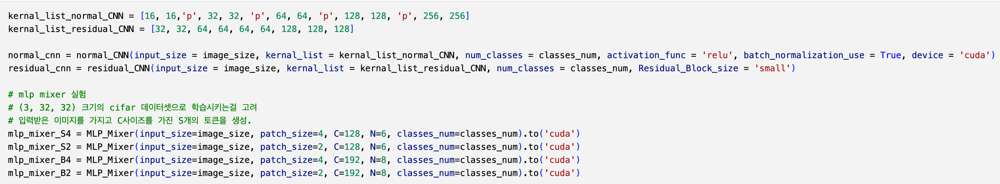 kernal_list_normal_CNN = [16, 16,'p', 32, 32, 'p', 64, 64, 'p', 128, 128, 'p', 256, 256]
kernal_list_residual_CNN = [32, 32, 64, 64, 64, 64, 128, 128, 128]
normal_cnn = normal_CNN(input_size = image_size, kernal_list = kernal_list_normal_CNN, num_classes = classes_num, activation_func = 'relu', batch_normalization_use = True, device = 'cuda')
residual_cnn = residual_CNN(input_size = image_size, kernal_list = kernal_list_residual_CNN, num_classes = classes_num, Residual_Block_size = 'small')
# mlp mixer 실험
# (3, 32, 32) 크기의 cifar 데이터셋으로 학습시키는걸 고려
# 입력받은 이미지를 가지고 C사이즈를 가진 S개의 토큰을 생성.
mlp_mixer_S4 = MLP_Mixer(input_size=image_size, patch_size=4, C=128, N=6, classes_num=classes_num).to('cuda')
mlp_mixer_S2 = MLP_Mixer(input_size=image_size, patch_size=2, C=128, N=6, classes_num=classes_num).to('cuda')
mlp_mixer_B4 = MLP_Mixer(input_size=image_size, patch_size=4, C=192, N=8, classes_num=classes_num).to('cuda')
mlp_mixer_B2 = MLP_Mixer(input_size=image_size, patch_size=2, C=192, N=8, classes_num=classes_num).to('cuda')